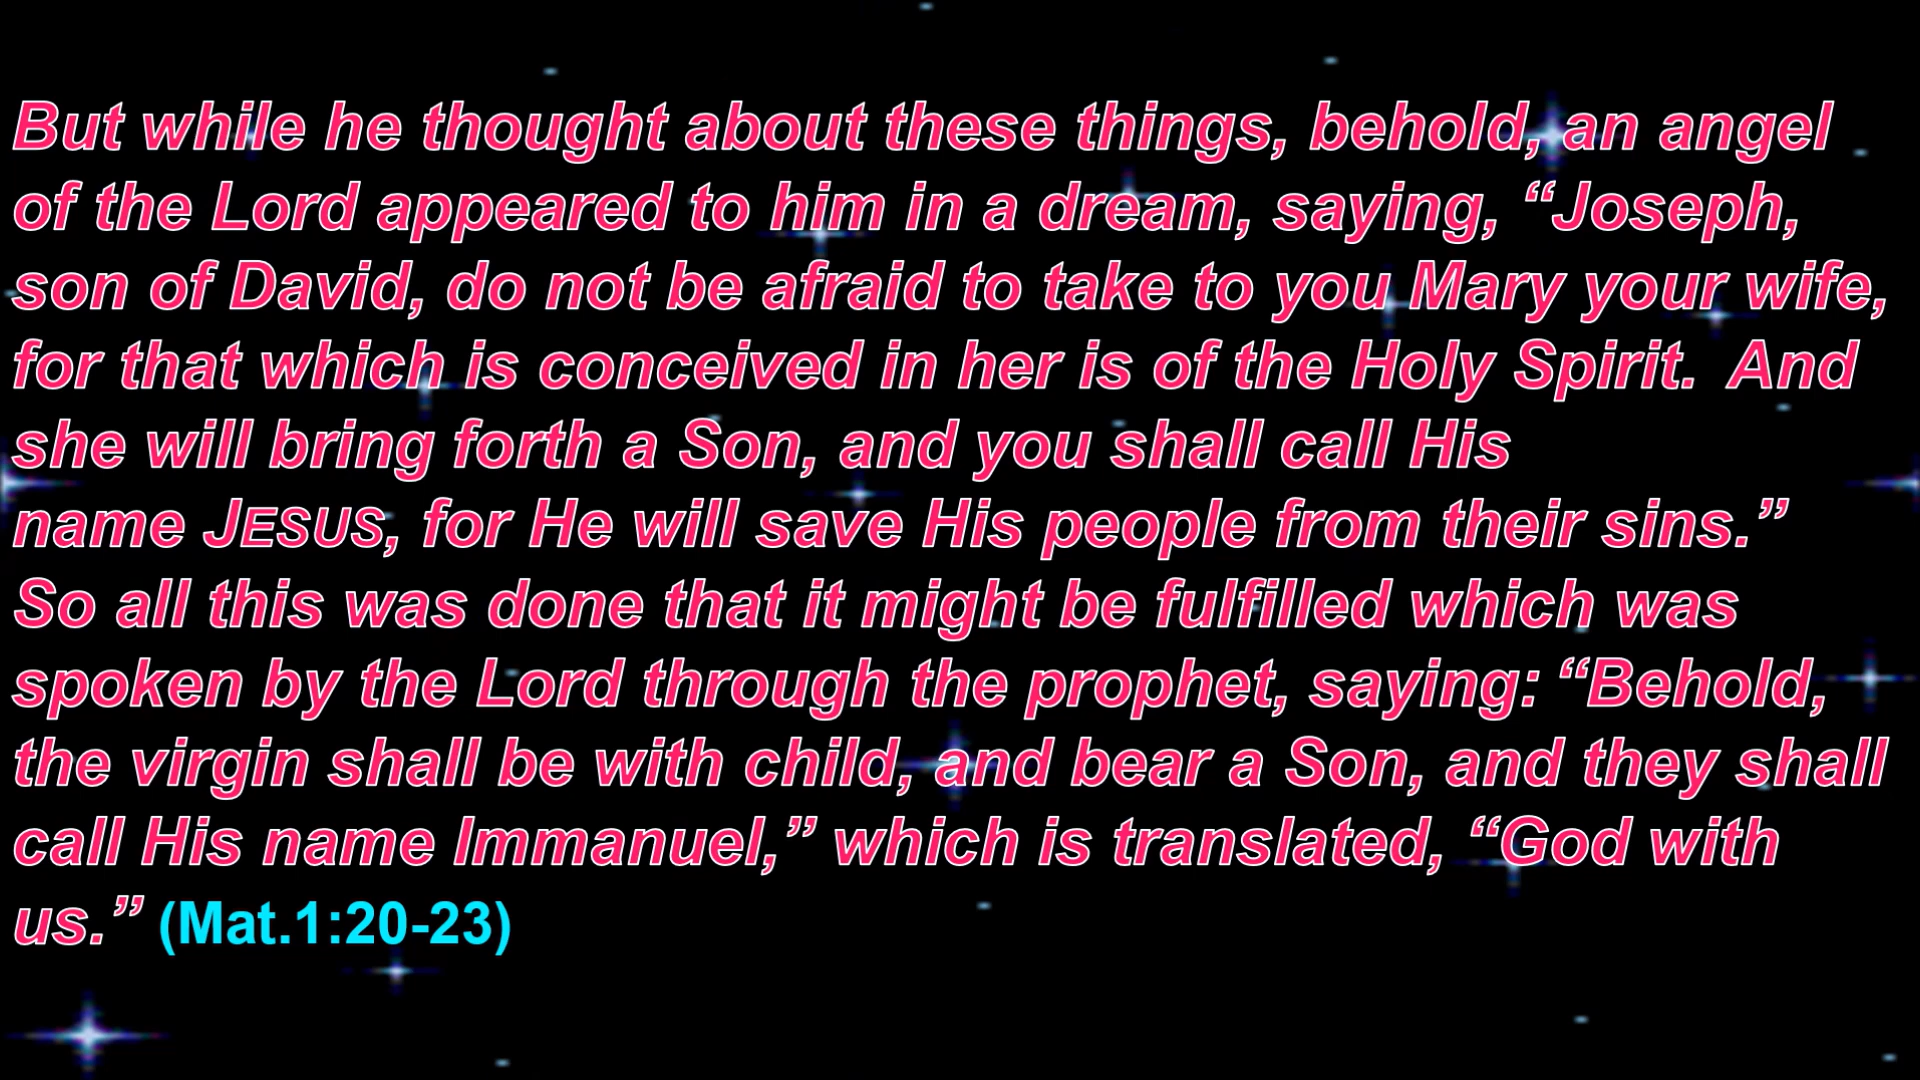 But while he thought about these things, behold, an angel
of the Lord appeared to him in a dream, saying, “Joseph,
son of David, do not be afraid to take to you Mary your wife,
for that which is conceived in her is of the Holy Spirit. And
she will bring forth a Son, and you shall call His
name JESUS, for He will save His people from their sins.”
So all this was done that it might be fulfilled which was
spoken by the Lord through the prophet, saying: “Behold,
the virgin shall be with child, and bear a Son, and they shall
call His name Immanuel,” which is translated, “God with
us.” (Mat.1:20-23)